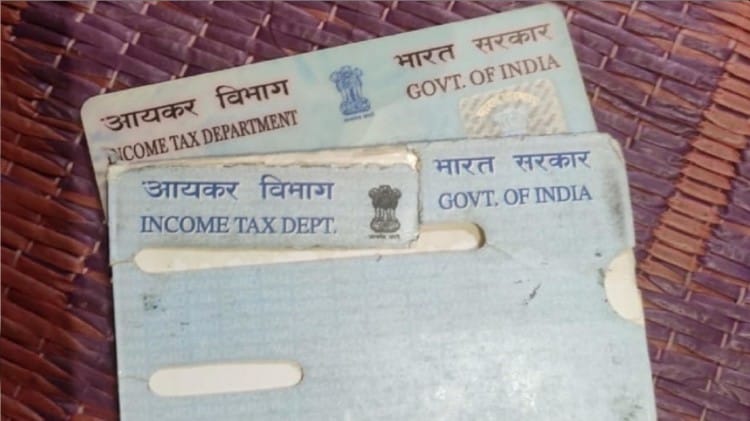 आयकर विभाग
INCOME TAX DEPARTMENT
भारत सरकार
GOVT. OF INDIA
आयकर विभाग
INCOME TAX DEPT.
भारत सरकार
GOVT. OF INDIA